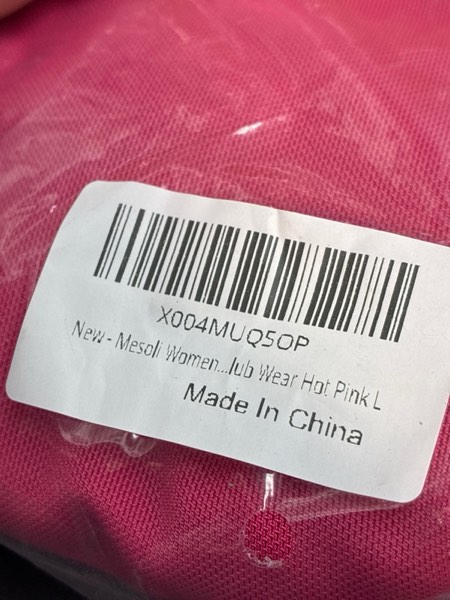 X004MUQ5OP
New - Mesoli Women...lub Wear Hot Pink L
Made In China